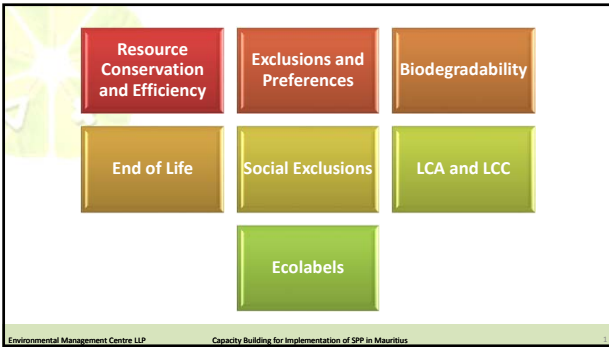 Resource
Conservation
and Efficiency
Exclusions and
Preferences
Biodegradability
End of Life
Social Exclusions
LCA and LCC
Ecolabels
Environmental Management Centre LLP
Capacity Building for Implementation of SPP in Mauritius